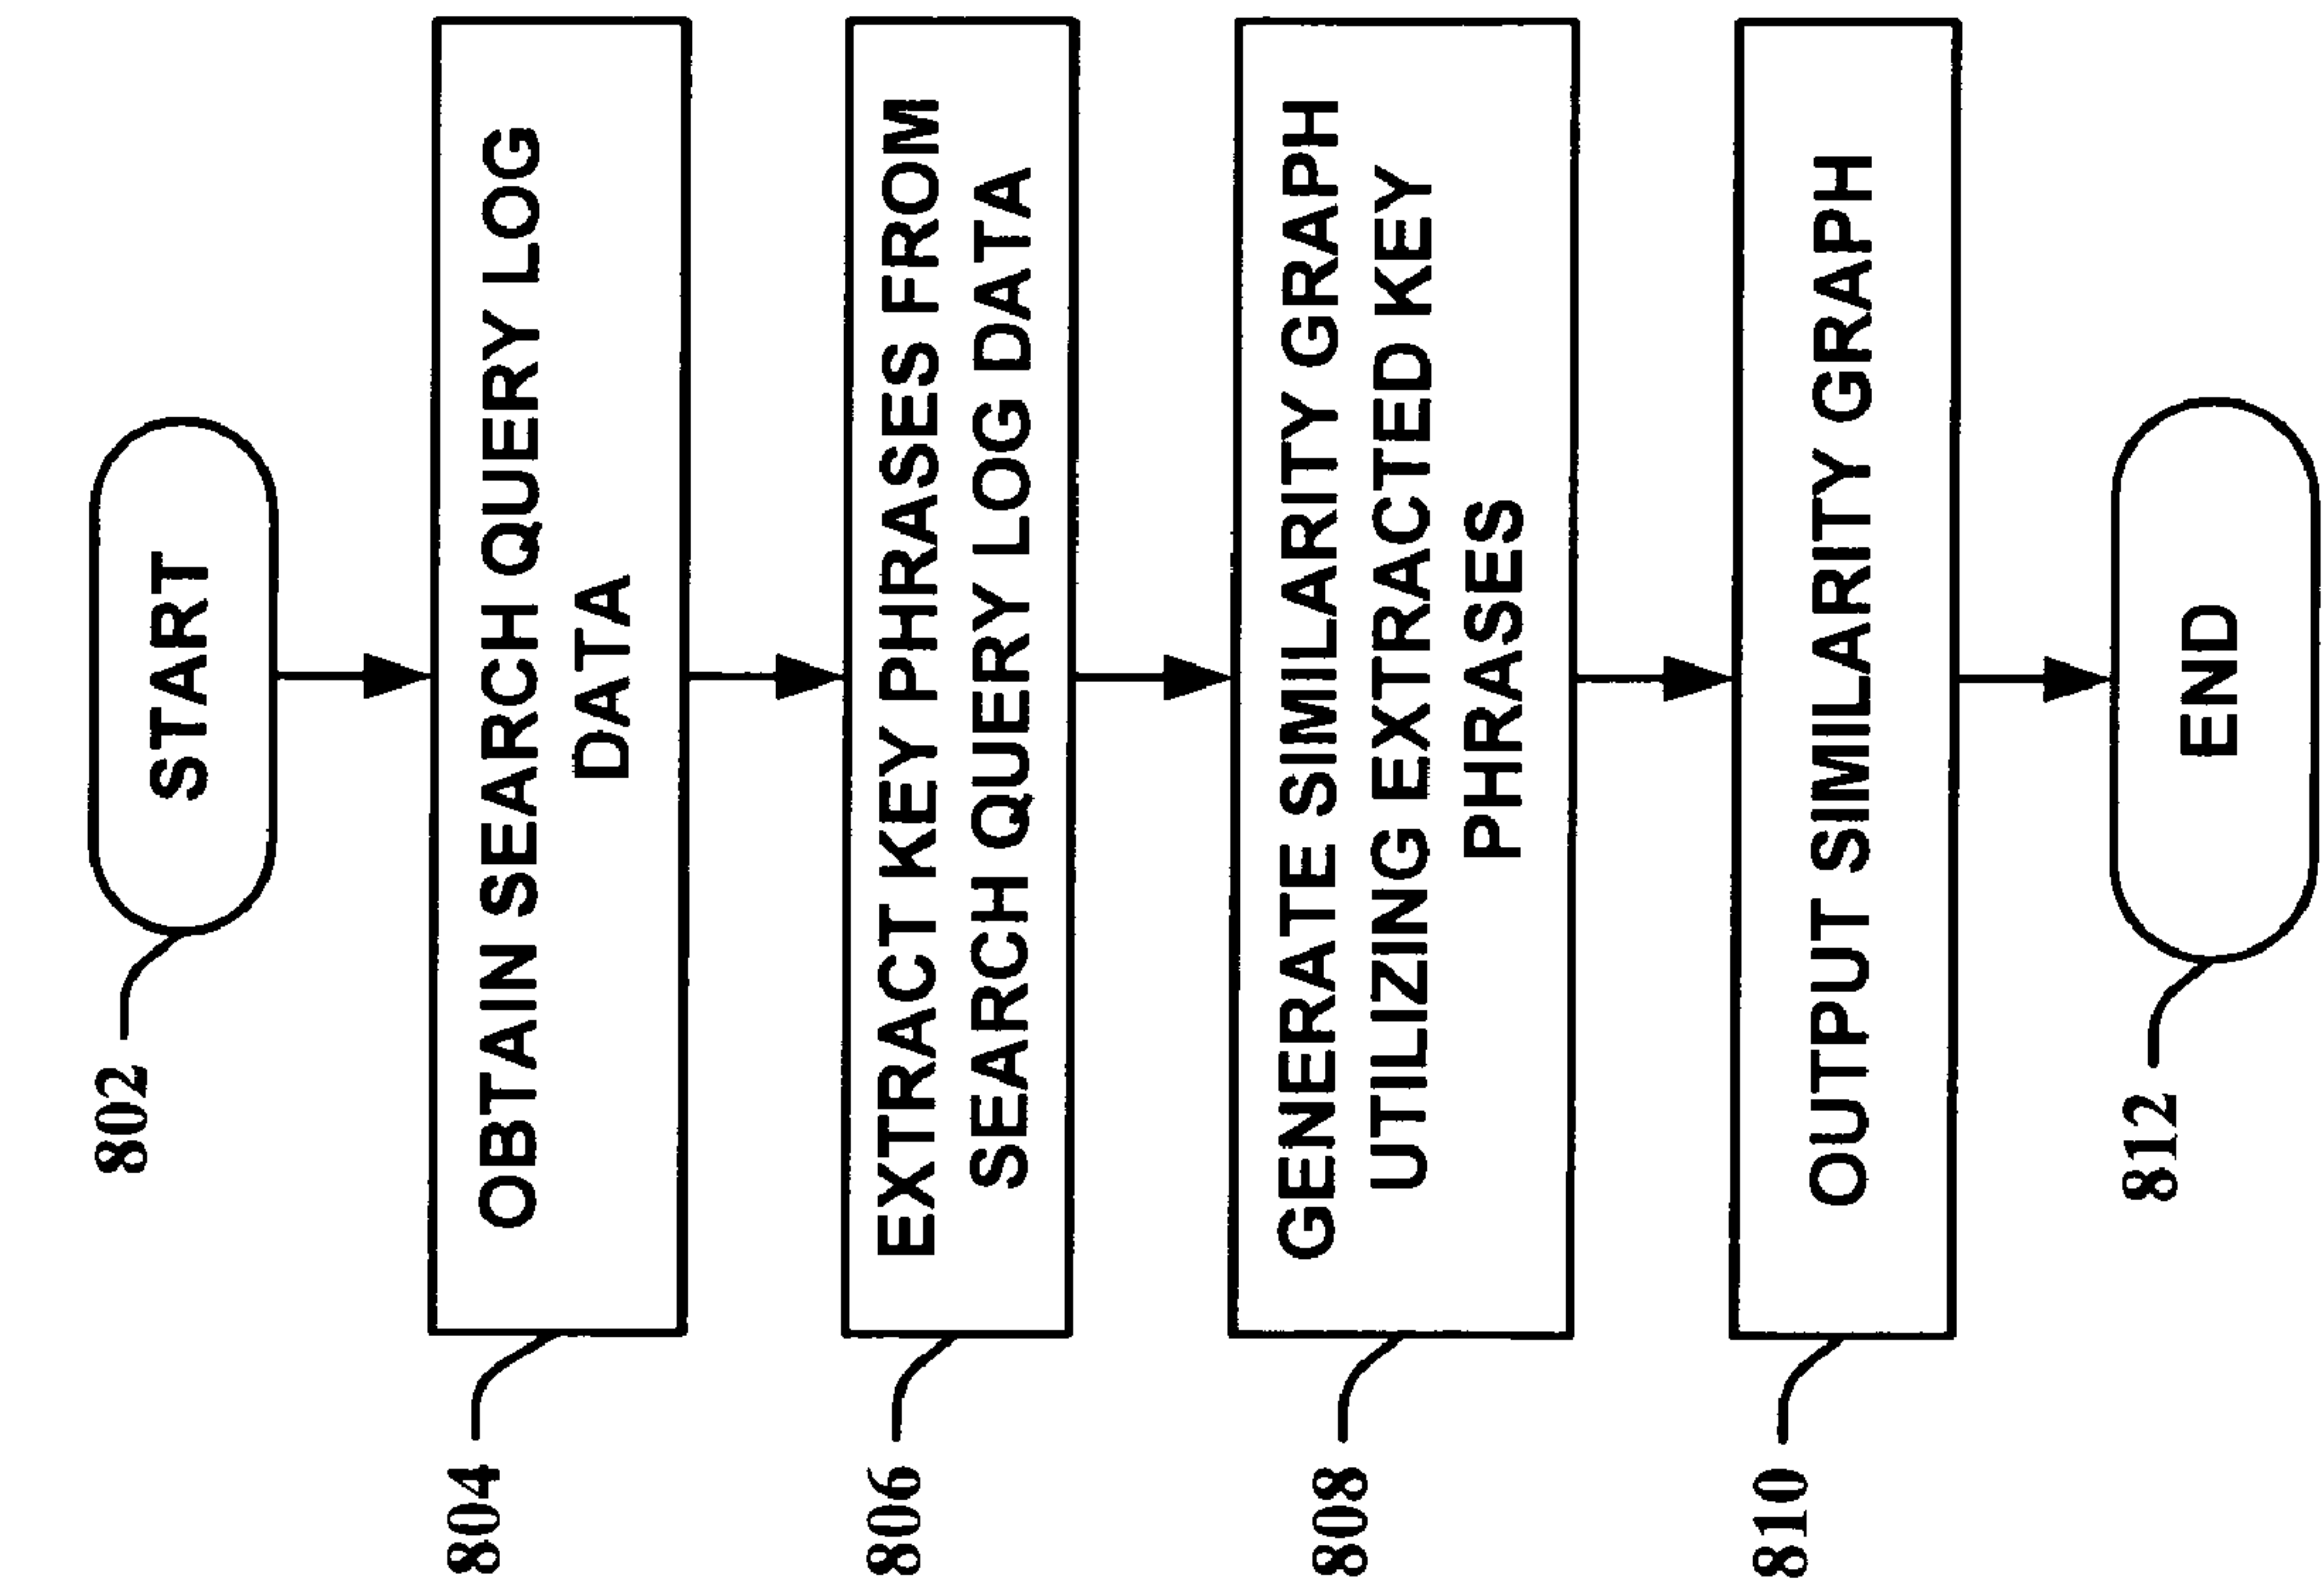 START
802
OBTAIN SEARCH QUERY LOG
DATA
804
EXTRACT KEY PHRASES FROM
SEARCH QUERY LOG DATA
806
GENERATE SIMILARITY GRAPH
UTILIZING EXTRACTED KEY
PHRASES
808
OUTPUT SIMILARITY GRAPH
810
END
812